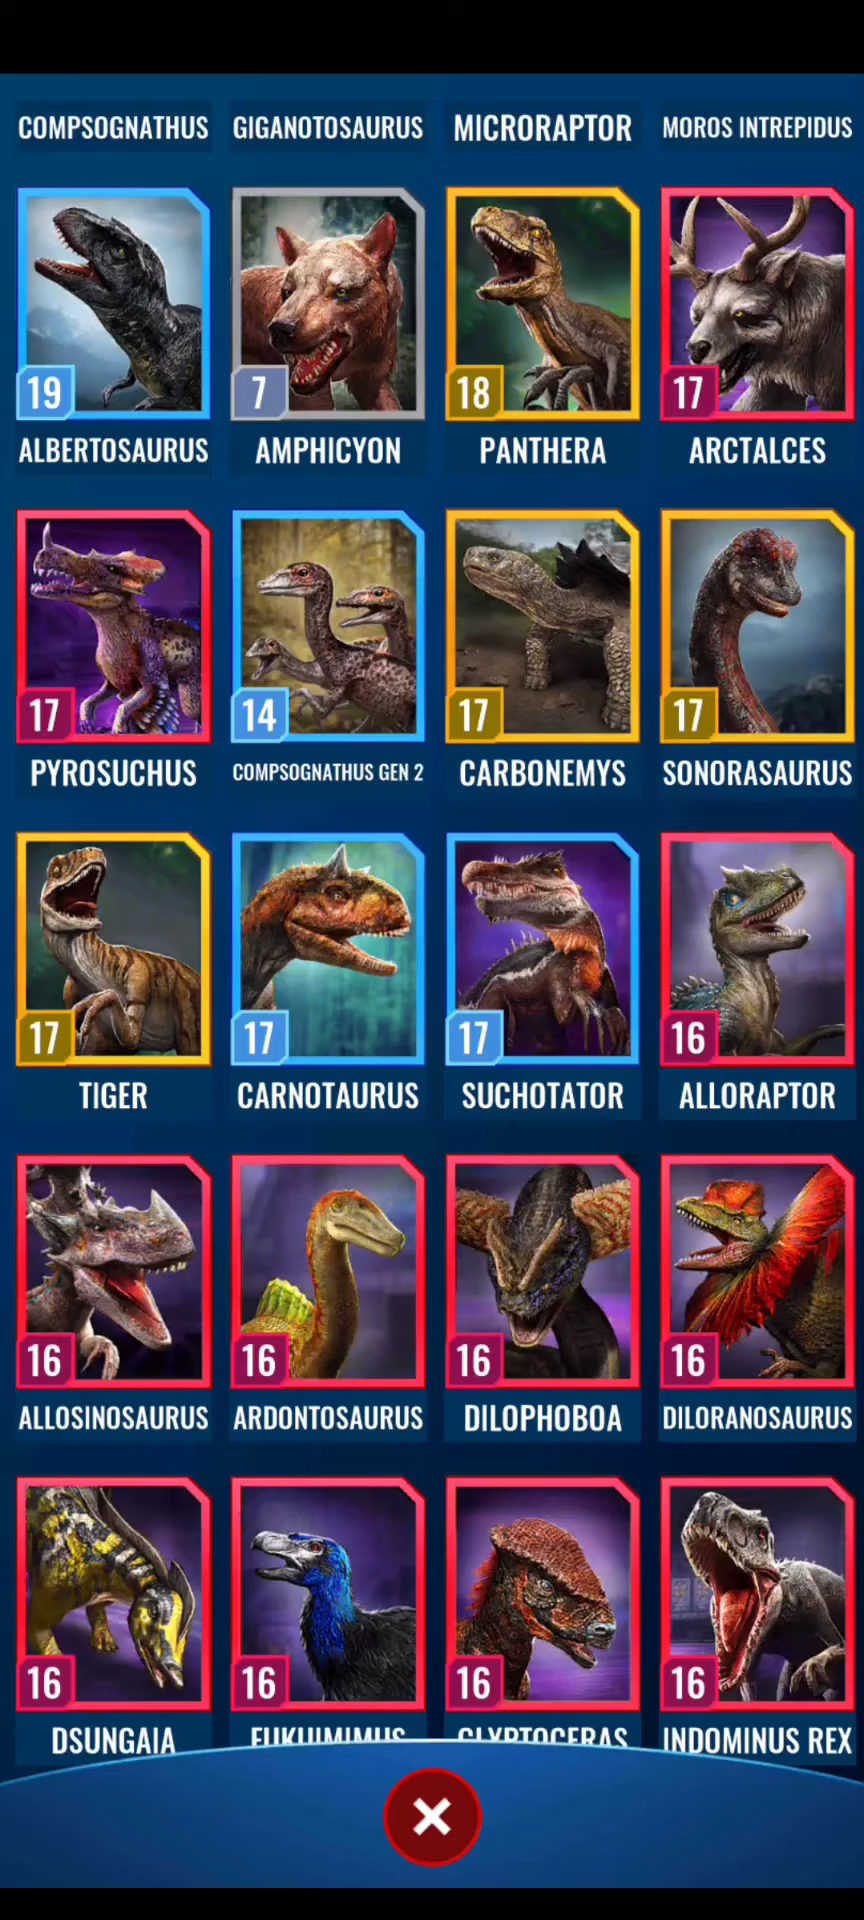 COMPSOGNATHUS GIGANOTOSAURUS MICRORAPTOR MOROS INTREPIDUS
19 7 18 17
ALBERTOSAURUS AMPHICYON PANTHERA ARCTALCES
17 14 17 17
PYROSUCHUS COMPSOGNATHUS GEN 2 CARBONEMYS SONORASAURUS
17 17 17 16
TIGER CARNOTAURUS SUCHOTATOR ALLORAPTOR
16 16 16 16
ALLOSINOSAURUS ARDONTOSAURUS DILOPHOBOA DILORANOSAURUS
16 16 16 16
DSUNGAIA FUKUIMIMUS GLYPTOCERAS INDOMINUS REX